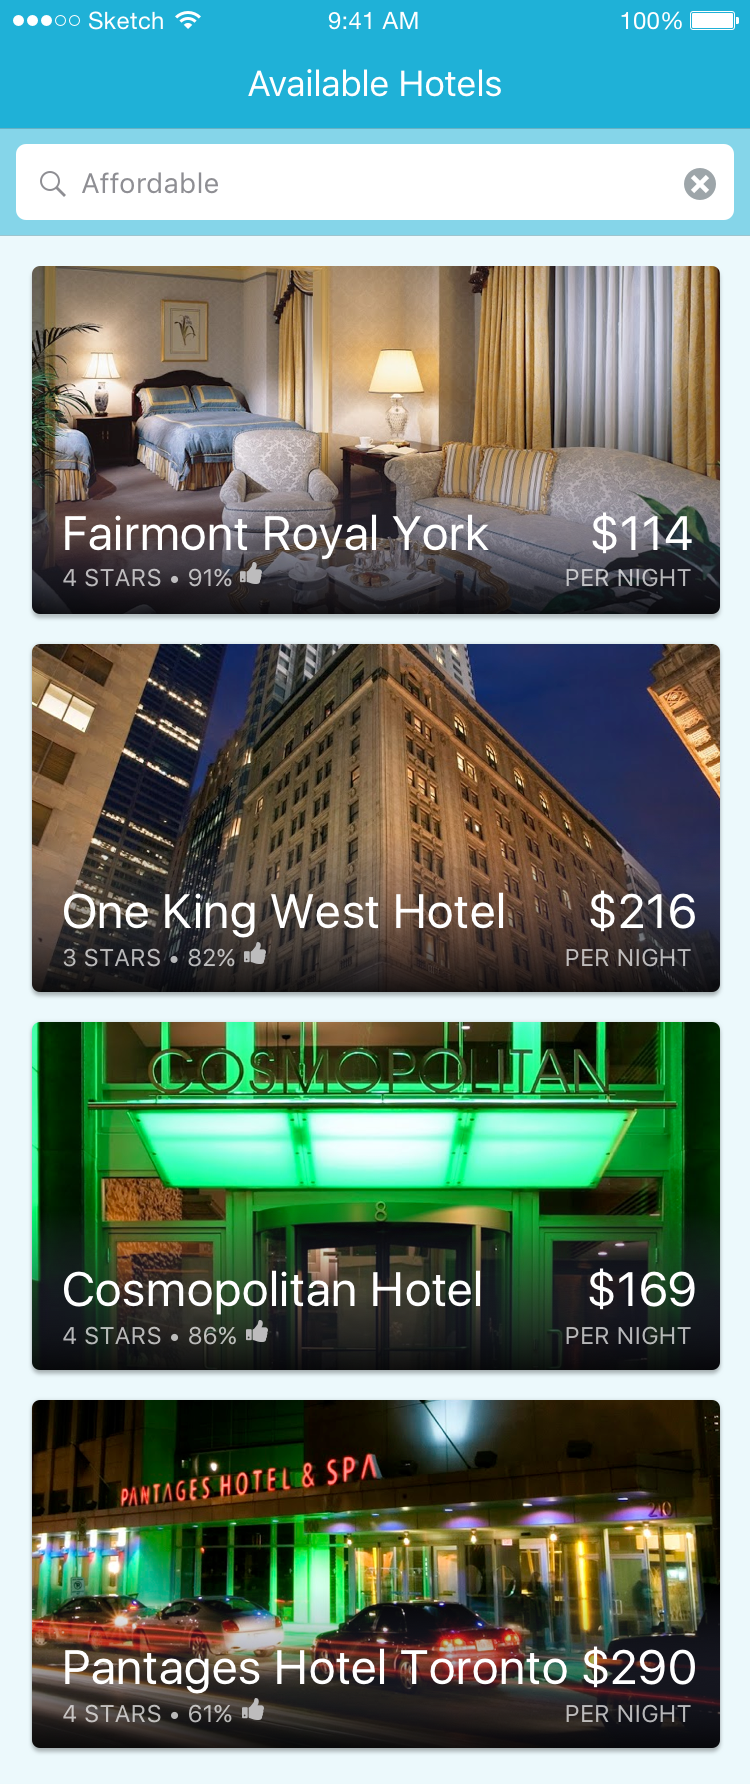 Sketch 9:41 AM 100%
Available Hotels
Affordable
Fairmont Royal York $114
4 STARS • 91% PER NIGHT
One King West Hotel $216
3 STARS • 82% PER NIGHT
COSMOPOLITAN
8
Cosmopolitan Hotel $169
4 STARS • 86% PER NIGHT
PANTAGES HOTEL & SPA
210
Pantages Hotel Toronto $290
4 STARS • 61% PER NIGHT